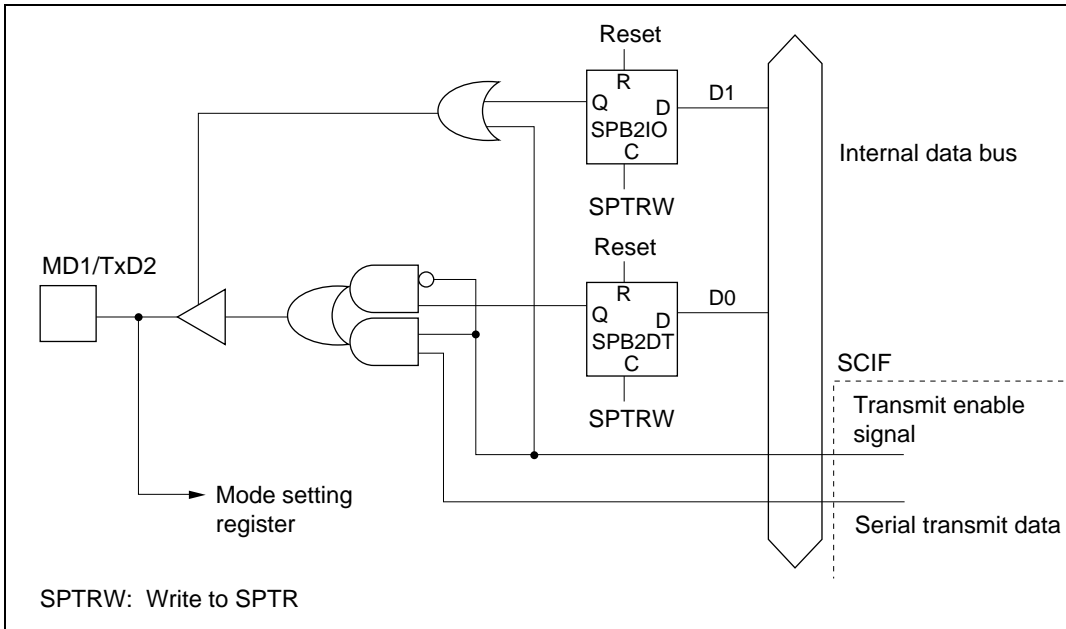 Reset
R
Q
D
D1
SPB2IO
C
SPTRW
Internal data bus
Reset
MD1/TxD2
R
Q
D
D0
SPB2DT
C
SPTRW
SCIF
Transmit enable
signal
Mode setting
register
Serial transmit data
SPTRW: Write to SPTR